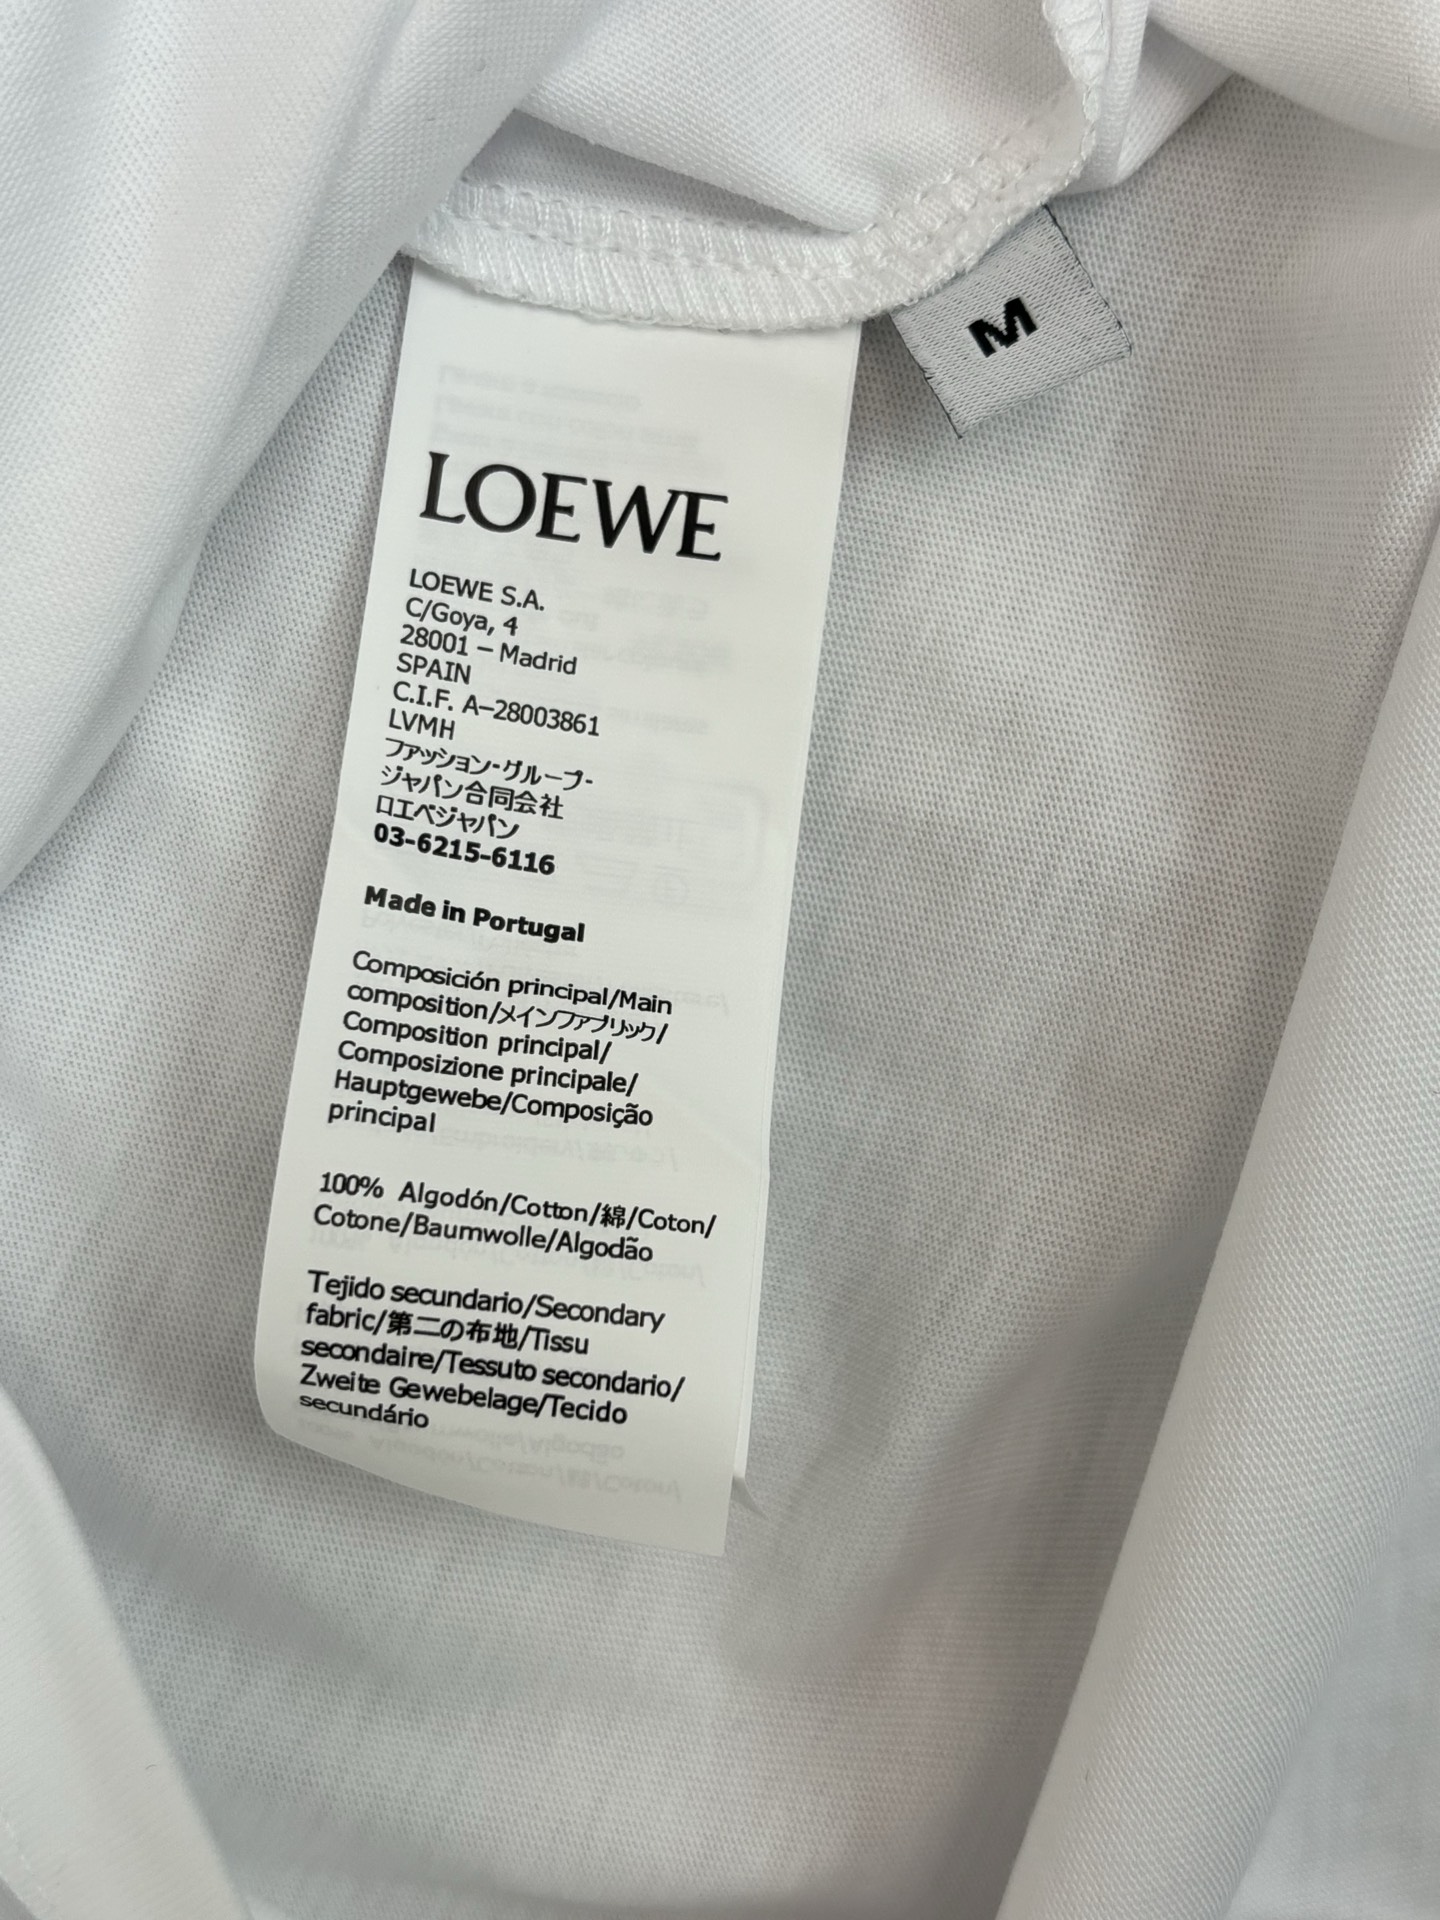 M
LOEWE
LOEWE S.A.
C/Goya, 4
28001 – Madrid
SPAIN
C.I.F. A–28003861
LVMH
ファッション・グループ・
ジャパン合同会社
ロエベジャパン
03-6215-6116
Made in Portugal
Composición principal/Main
composition/メインファブリック/
Composition principal/
Composizione principale/
Hauptgewebe/Composição
principal
100% Algodón/Cotton/綿/Coton/
Cotone/Baumwolle/Algodão
Tejido secundario/Secondary
fabric/第二の布地/Tissu
secondaire/Tessuto secondario/
Zweite Gewebelage/Tecido
secundário